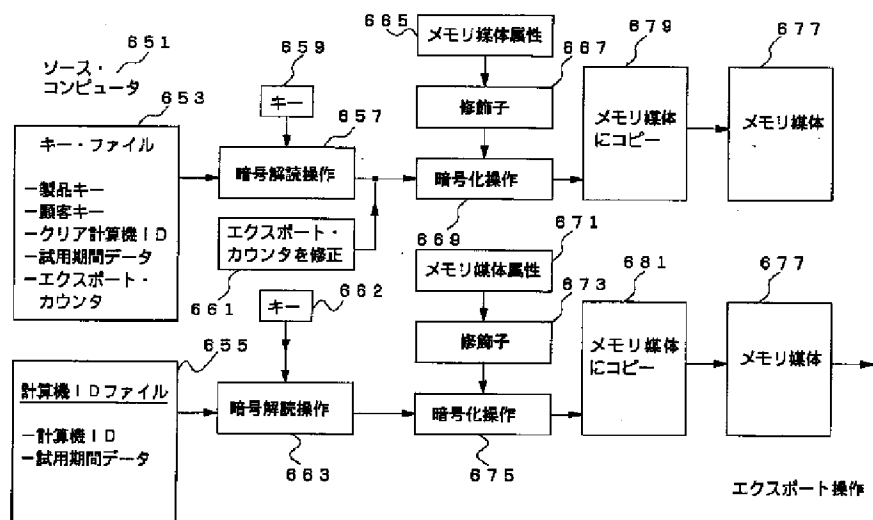 ソース・
コンピュータ
651
653
キー・ファイル
－製品キー
－顧客キー
－クリア計算機ＩＤ
－試用期間データ
－エクスポート・
カウンタ
659
キー
657
暗号解読操作
エクスポート・
カウンタを修正
661
665
メモリ媒体属性
667
修飾子
暗号化操作
669
679
メモリ媒体
にコピー
677
メモリ媒体
655
計算機ＩＤファイル
－計算機ＩＤ
－試用期間データ
キー
662
暗号解読操作
663
671
メモリ媒体属性
673
修飾子
暗号化操作
675
681
メモリ媒体
にコピー
677
メモリ媒体
エクスポート操作